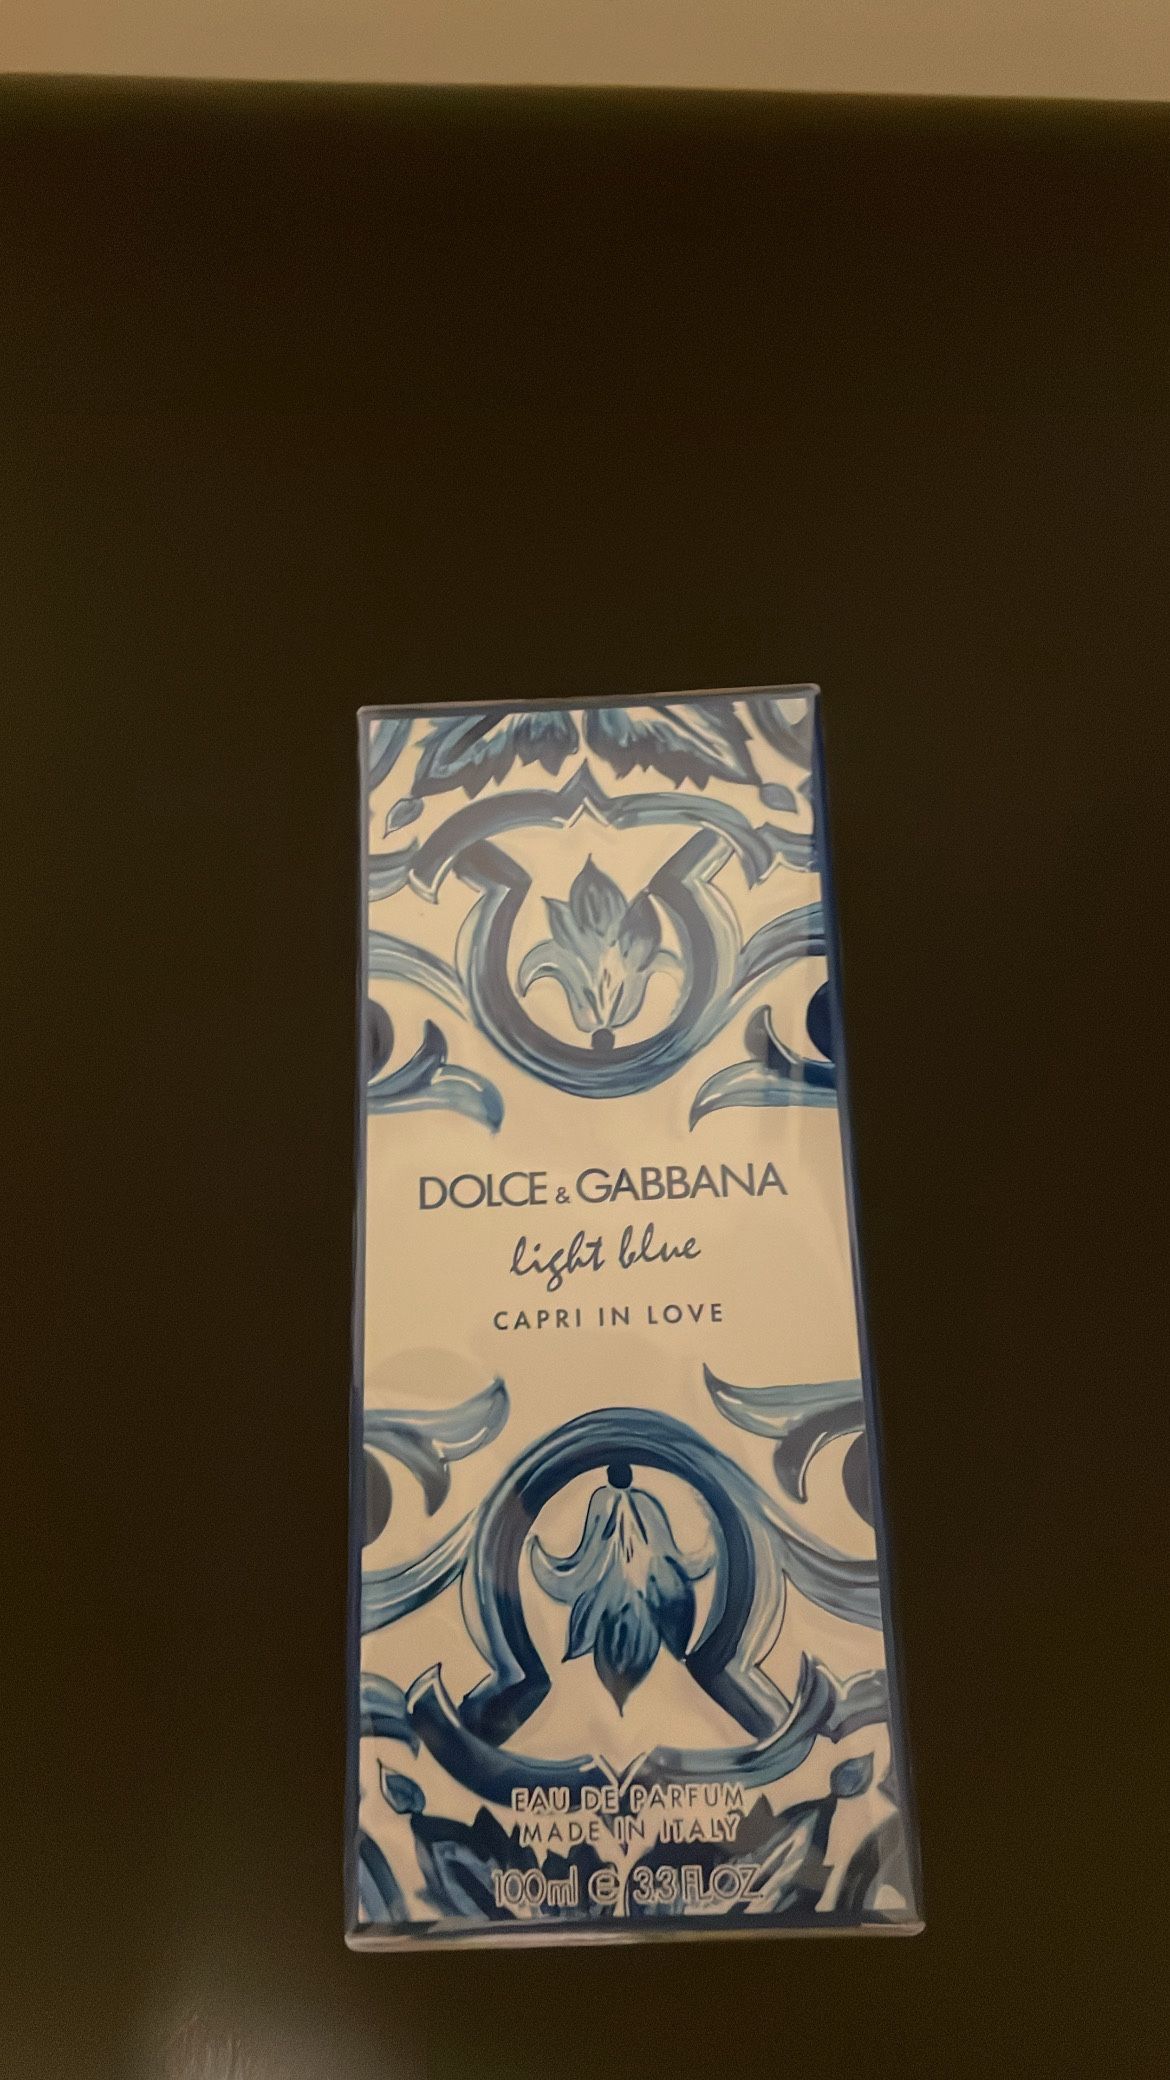 DOLCE & GABBANA
light blue
CAPRI IN LOVE
EAU DE PARFUM
MADE IN ITALY
100ml ℮ 3.3 FL.OZ.